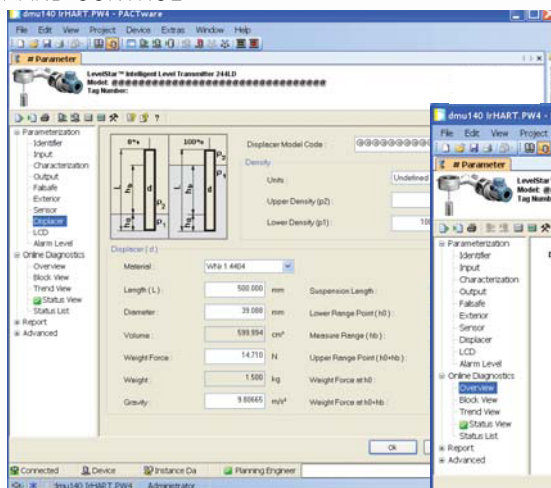 dmu140 IrHART.PW4 - PACTware
File Edit View Project Device Extras Window Help
# Parameter
LevelStar™ Intelligent Level Transmitter 244LD
Model: @@@@@@@@@@@@@@@@@@@@@@@@@@@@@@@@
Tag Number:
Parameterization
Identifier
Input
Characterization
Output
Failsafe
Exterior
Sensor
Displacer
LCD
Alarm Level
Online Diagnostics
Overview
Block View
Trend View
Status View
Status List
Report
Advanced
0% 100%
Displacer Model Code : @@@@@@@@@@
Density
Units : Undefined
Upper Density (p2) :
Lower Density (p1) :
Displacer ( d )
Material : WNr 1.4404
Length ( L ) : 500.000 mm Suspension Length :
Diameter : 39.088 mm Lower Range Point ( h0 ) :
Volume : 599.994 cm³ Measure Range ( hb ) :
Weight Force : 14.710 N Upper Range Point ( h0+hb ) :
Weight : 1.500 kg Weight Force at h0 :
Gravity : 9.80665 m/s² Weight Force at h0+hb :
Ok
Connected Device Instance Da Planning Engineer
dmu140 IrHART.PW4 Administrator
dmu140 IrHART.PW4 -
File Edit View Project
# Parameter
LevelStar
Model: @
Tag Numb
Parameterization
Identifier
Input
Characterization
Output
Failsafe
Exterior
Sensor
Displacer
LCD
Alarm Level
Online Diagnostics
Overview
Block View
Trend View
Status View
Status List
Report
Advanced